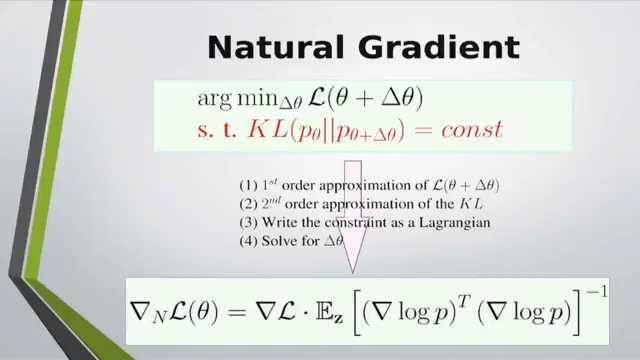 Natural Gradient
arg min_{Δθ} ℒ(θ + Δθ)
s. t. KL(p_θ||p_{θ+Δθ}) = const
(1) 1^{st} order approximation of ℒ(θ + Δθ)
(2) 2^{nd} order approximation of the KL
(3) Write the constraint as a Lagrangian
(4) Solve for Δθ
∇_N ℒ(θ) = ∇ℒ · 𝔼_z [(∇ log p)^T (∇ log p)]^{−1}